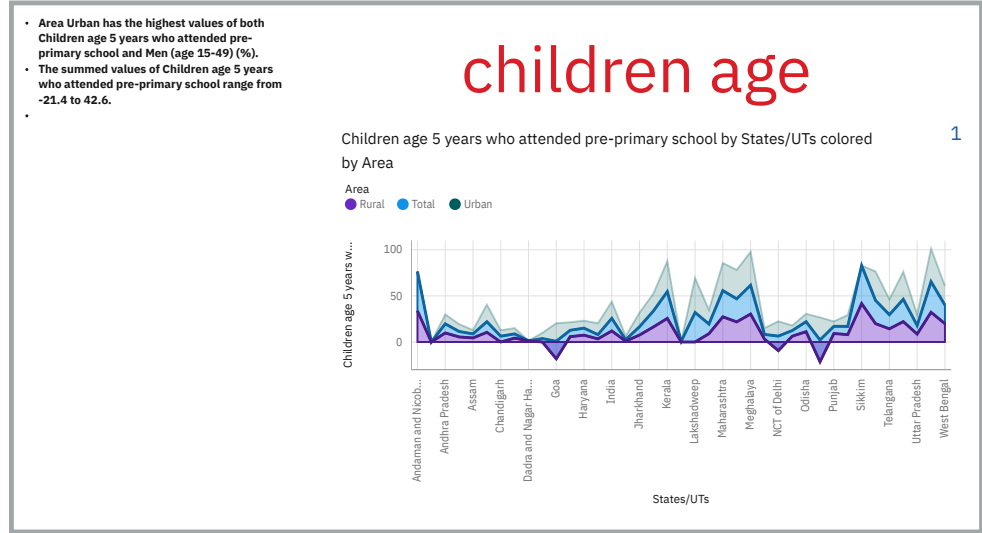 • Area Urban has the highest values of both
Children age 5 years who attended pre-
primary school and Men (age 15-49) (%).
• The summed values of Children age 5 years
who attended pre-primary school range from
-21.4 to 42.6.
•
children age
1
Children age 5 years who attended pre-primary school by States/UTs colored
by Area
Area
Rural Total Urban
Children age 5 years w...
100
50
0
Andaman and Nicob...
Andhra Pradesh
Assam
Chandigarh
Dadra and Nagar Ha...
Goa
Haryana
India
Jharkhand
Kerala
Lakshadweep
Maharashtra
Meghalaya
NCT of Delhi
Odisha
Punjab
Sikkim
Telangana
Uttar Pradesh
West Bengal
States/UTs